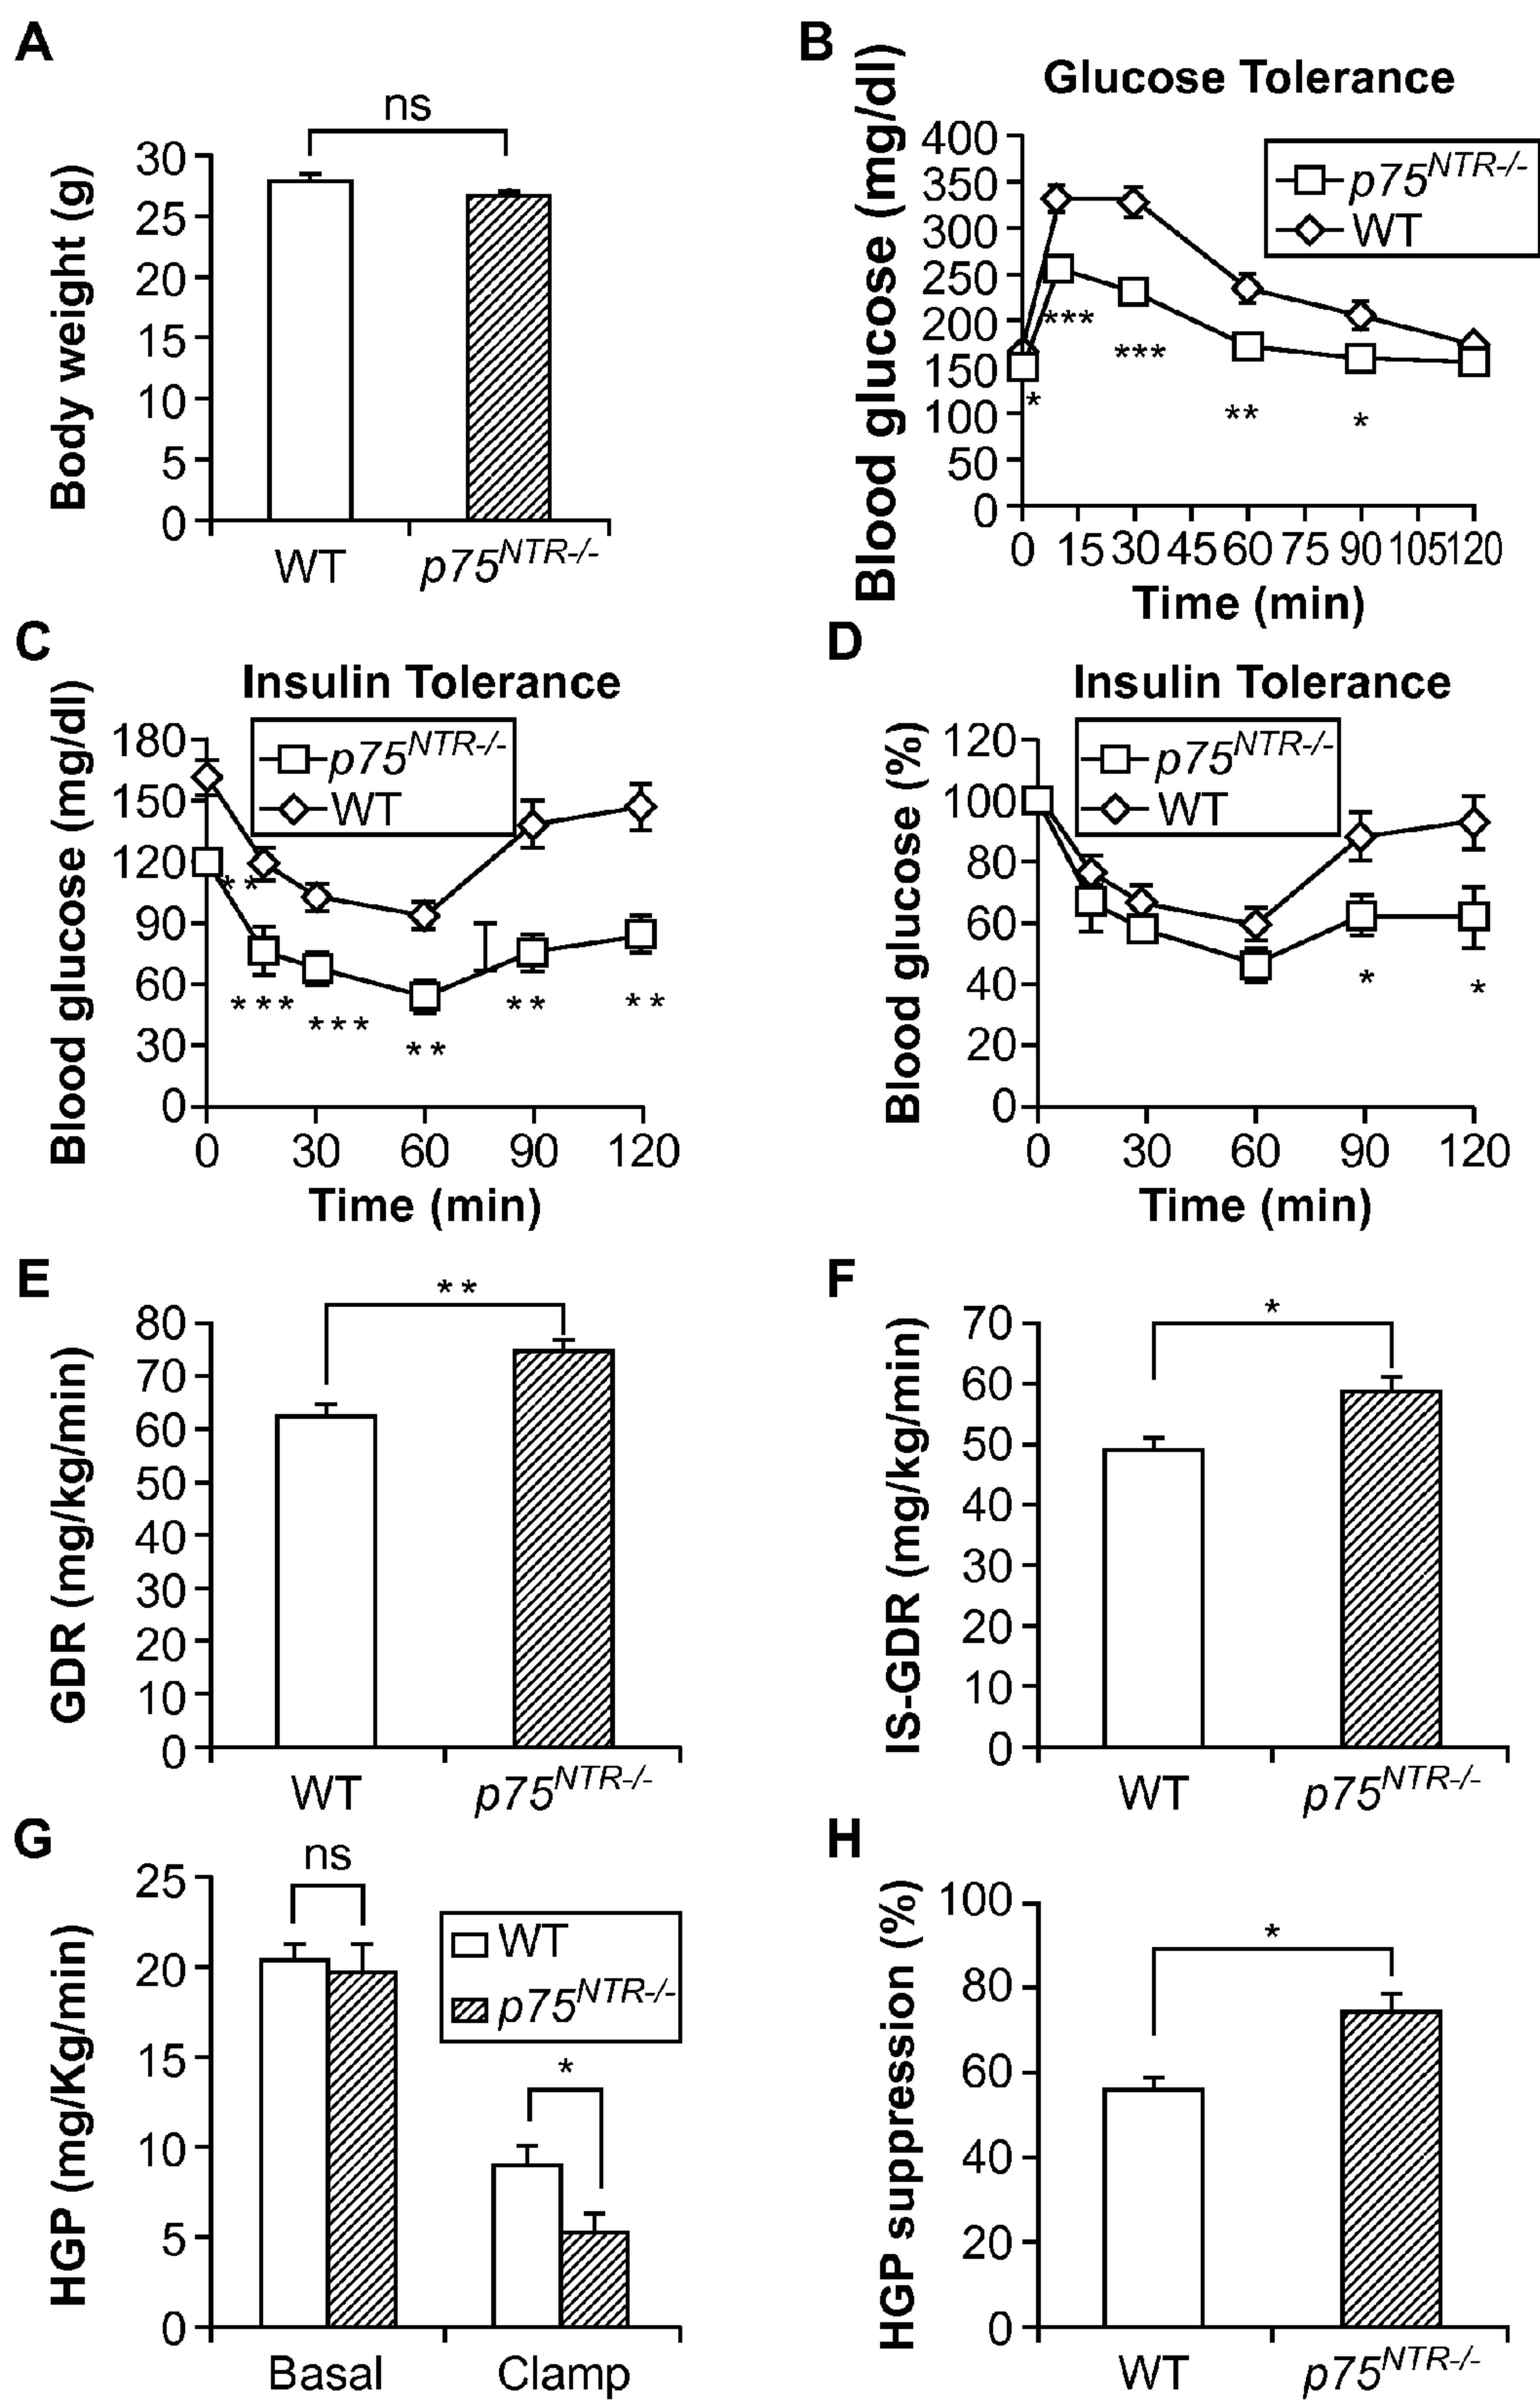 A
ns
Body weight (g)
30
25
20
15
10
5
0
WT
p75NTR-/-
B
Glucose Tolerance
Blood glucose (mg/dl)
400
350
300
250
200
150
100
50
0
p75NTR-/-
WT
***
***
*
**
*
0 15 30 45 60 75 90 105 120
Time (min)
C
Insulin Tolerance
Blood glucose (mg/dl)
180
150
120
90
60
30
0
p75NTR-/-
WT
**
***
***
**
**
**
0 30 60 90 120
Time (min)
D
Insulin Tolerance
Blood glucose (%)
120
100
80
60
40
20
0
p75NTR-/-
WT
*
*
0 30 60 90 120
Time (min)
E
**
GDR (mg/kg/min)
80
70
60
50
40
30
20
10
0
WT
p75NTR-/-
F
*
IS-GDR (mg/kg/min)
70
60
50
40
30
20
10
0
WT
p75NTR-/-
G
ns
HGP (mg/Kg/min)
25
20
15
10
5
0
WT
p75NTR-/-
*
Basal
Clamp
H
*
HGP suppression (%)
100
80
60
40
20
0
WT
p75NTR-/-